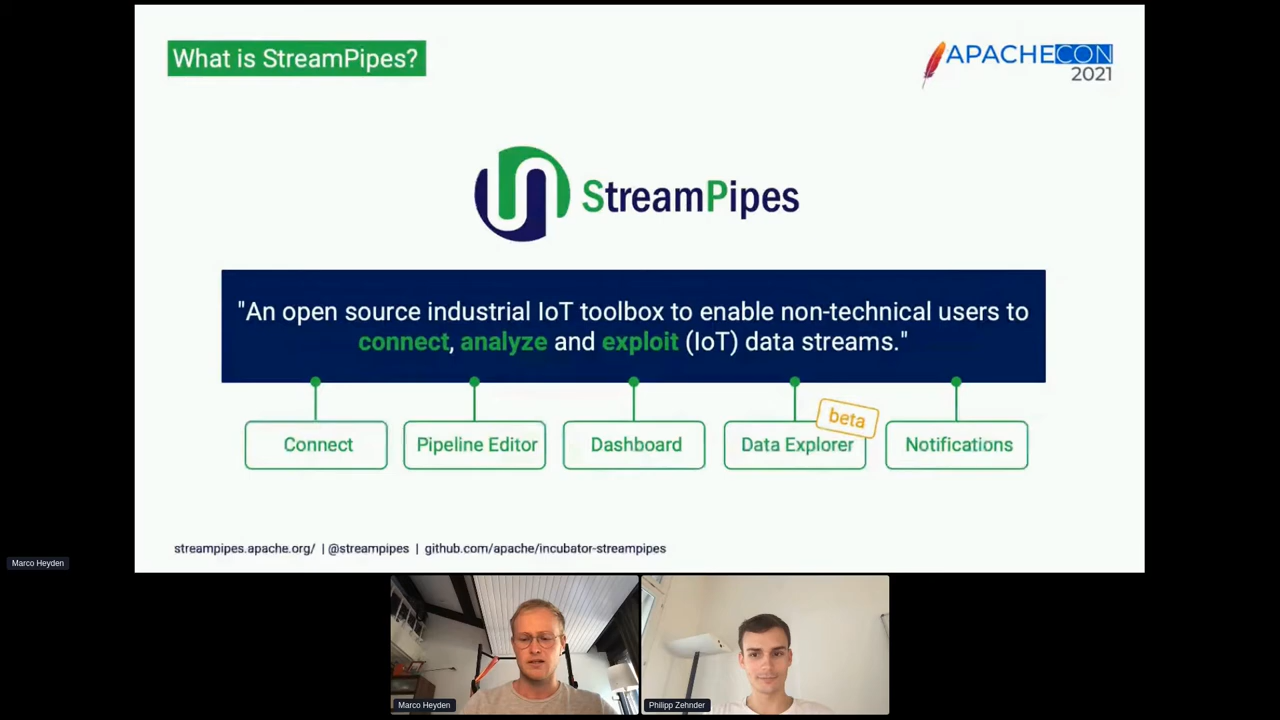 What is StreamPipes?
APACHECON
2021
StreamPipes
"An open source industrial IoT toolbox to enable non-technical users to
connect, analyze and exploit (IoT) data streams."
beta
Connect
Pipeline Editor
Dashboard
Data Explorer
Notifications
streampipes.apache.org/ | @streampipes | github.com/apache/incubator-streampipes
Marco Heyden
Marco Heyden
Philipp Zehnder